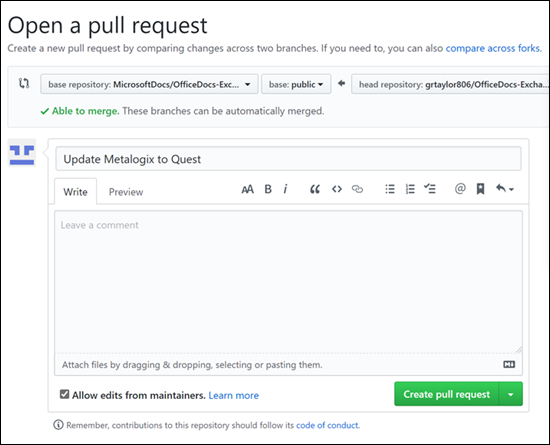 Open a pull request
Create a new pull request by comparing changes across two branches. If you need to, you can also compare across forks.
base repository: MicrosoftDocs/OfficeDocs-Exc... base: public head repository: grtaylor806/OfficeDocs-Excha...
Able to merge. These branches can be automatically merged.
Update Metalogix to Quest
Write Preview AA B i @
Leave a comment
Attach files by dragging & dropping, selecting or pasting them.
Allow edits from maintainers. Learn more Create pull request
Remember, contributions to this repository should follow its code of conduct.